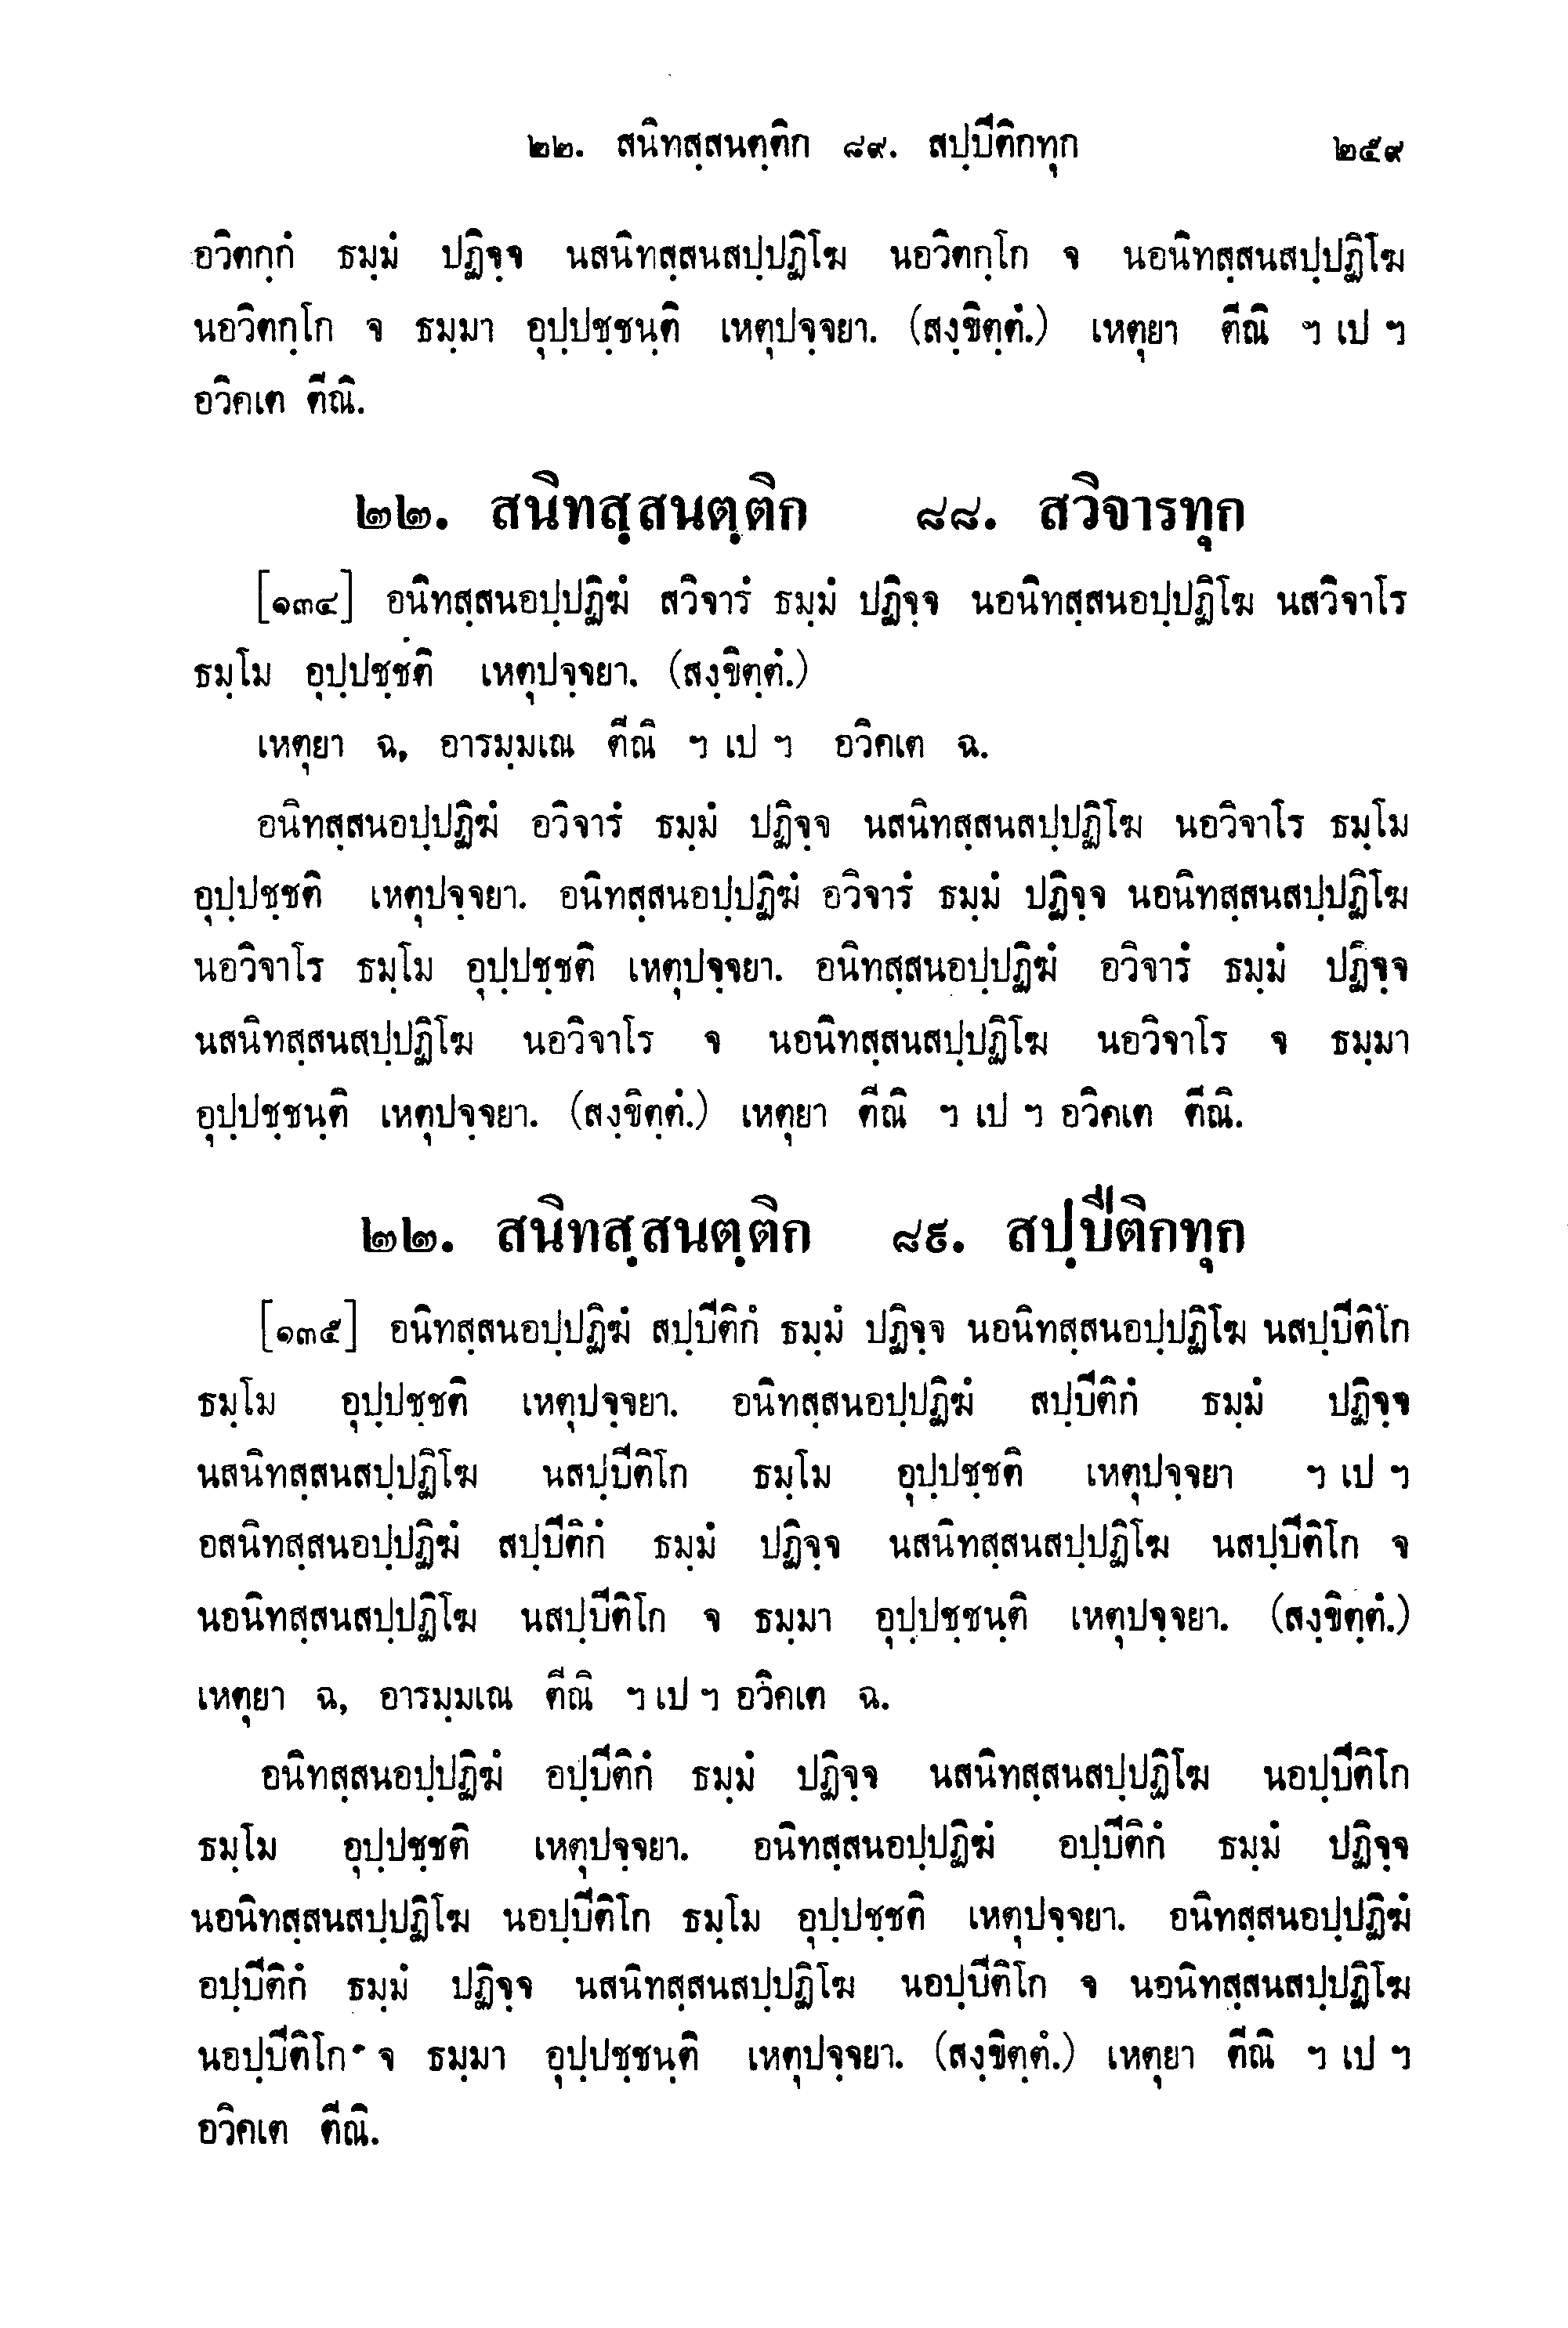 ๒๒. สนิทสฺสนตฺติก ๘๙. สปฺปีติกทุก ๒๕๙
อวิตกฺกํ ธมฺมํ ปฏิจฺจ นสนิทสฺสนสปฺปฏิโฆ นอวิตกฺโก จ นอนิทสฺสนสปฺปฏิโฆ
นอวิตกฺโก จ ธมฺมา อุปฺปชฺชนฺติ เหตุปจฺจยา. (สงฺขิตฺตํ.) เหตุยา ตีณิ ฯ เป ฯ
อวิคเต ตีณิ.
๒๒. สนิทสฺสนตฺติก ๘๘. สวิจารทุก
[๑๓๔] อนิทสฺสนอปฺปฏิฆํ สวิจารํ ธมฺมํ ปฏิจฺจ นอนิทสฺสนอปฺปฏิโฆ นสวิจาโร
ธมฺโม อุปฺปชฺชติ เหตุปจฺจยา. (สงฺขิตฺตํ.)
เหตุยา ฉ, อารมฺมเณ ตีณิ ฯ เป ฯ อวิคเต ฉ.
อนิทสฺสนอปฺปฏิฆํ อวิจารํ ธมฺมํ ปฏิจฺจ นสนิทสฺสนสปฺปฏิโฆ นอวิจาโร ธมฺโม
อุปฺปชฺชติ เหตุปจฺจยา. อนิทสฺสนอปฺปฏิฆํ อวิจารํ ธมฺมํ ปฏิจฺจ นอนิทสฺสนสปฺปฏิโฆ
นอวิจาโร ธมฺโม อุปฺปชฺชติ เหตุปจฺจยา. อนิทสฺสนอปฺปฏิฆํ อวิจารํ ธมฺมํ ปฏิจฺจ
นสนิทสฺสนสปฺปฏิโฆ นอวิจาโร จ นอนิทสฺสนสปฺปฏิโฆ นอวิจาโร จ ธมฺมา
อุปฺปชฺชนฺติ เหตุปจฺจยา. (สงฺขิตฺตํ.) เหตุยา ตีณิ ฯ เป ฯ อวิคเต ตีณิ.
๒๒. สนิทสฺสนตฺติก ๘๙. สปฺปีติกทุก
[๑๓๕] อนิทสฺสนอปฺปฏิฆํ สปฺปีติกํ ธมฺมํ ปฏิจฺจ นอนิทสฺสนอปฺปฏิโฆ นสปฺปีติโก
ธมฺโม อุปฺปชฺชติ เหตุปจฺจยา. อนิทสฺสนอปฺปฏิฆํ สปฺปีติกํ ธมฺมํ ปฏิจฺจ
นสนิทสฺสนสปฺปฏิโฆ นสปฺปีติโก ธมฺโม อุปฺปชฺชติ เหตุปจฺจยา ฯ เป ฯ
อสนิทสฺสนอปฺปฏิฆํ สปฺปีติกํ ธมฺมํ ปฏิจฺจ นสนิทสฺสนสปฺปฏิโฆ นสปฺปีติโก จ
นอนิทสฺสนสปฺปฏิโฆ นสปฺปีติโก จ ธมฺมา อุปฺปชฺชนฺติ เหตุปจฺจยา. (สงฺขิตฺตํ.)
เหตุยา ฉ, อารมฺมเณ ตีณิ ฯ เป ฯ อวิคเต ฉ.
อนิทสฺสนอปฺปฏิฆํ อปฺปีติกํ ธมฺมํ ปฏิจฺจ นสนิทสฺสนสปฺปฏิโฆ นอปฺปีติโก
ธมฺโม อุปฺปชฺชติ เหตุปจฺจยา. อนิทสฺสนอปฺปฏิฆํ อปฺปีติกํ ธมฺมํ ปฏิจฺจ
นอนิทสฺสนสปฺปฏิโฆ นอปฺปีติโก ธมฺโม อุปฺปชฺชติ เหตุปจฺจยา. อนิทสฺสนอปฺปฏิฆํ
อปฺปีติกํ ธมฺมํ ปฏิจฺจ นสนิทสฺสนสปฺปฏิโฆ นอปฺปีติโก จ นอนิทสฺสนสปฺปฏิโฆ
นอปฺปีติโก จ ธมฺมา อุปฺปชฺชนฺติ เหตุปจฺจยา. (สงฺขิตฺตํ.) เหตุยา ตีณิ ฯ เป ฯ
อวิคเต ตีณิ.